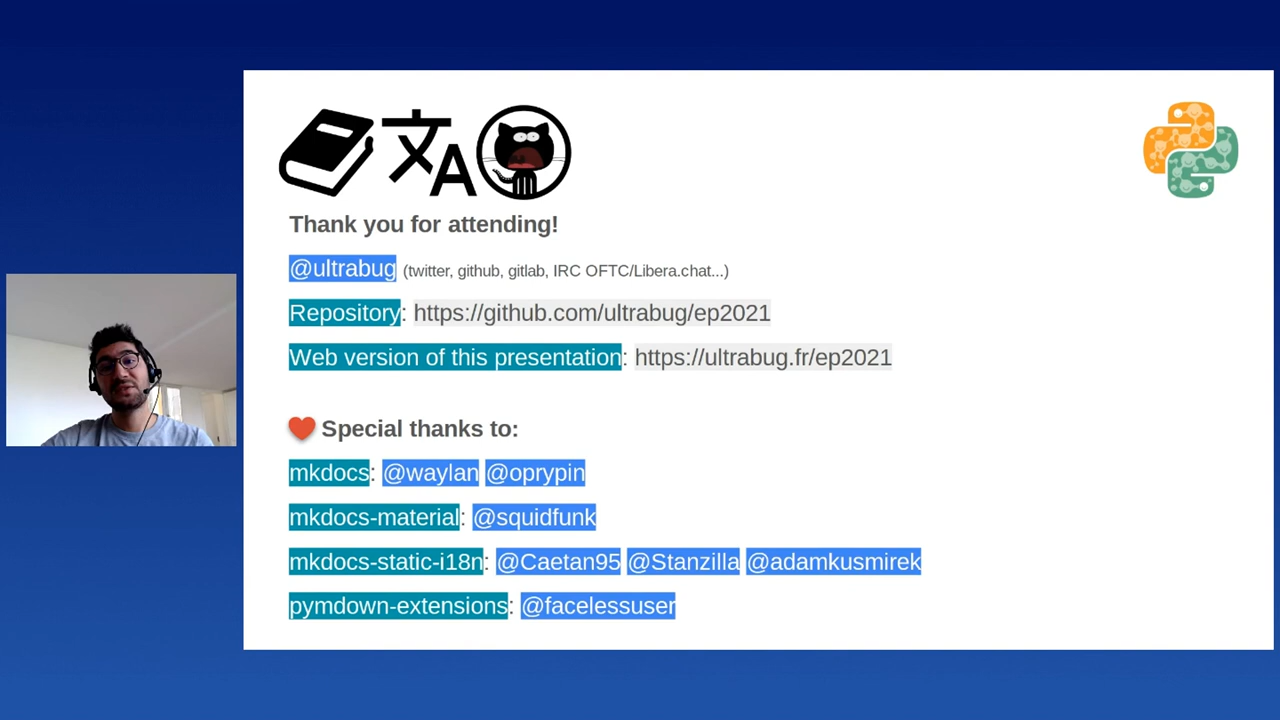 文A
Thank you for attending!
@ultrabug (twitter, github, gitlab, IRC OFTC/Libera.chat...)
Repository: https://github.com/ultrabug/ep2021
Web version of this presentation: https://ultrabug.fr/ep2021
Special thanks to:
mkdocs: @waylan @oprypin
mkdocs-material: @squidfunk
mkdocs-static-i18n: @Caetan95 @Stanzilla @adamkusmirek
pymdown-extensions: @facelessuser